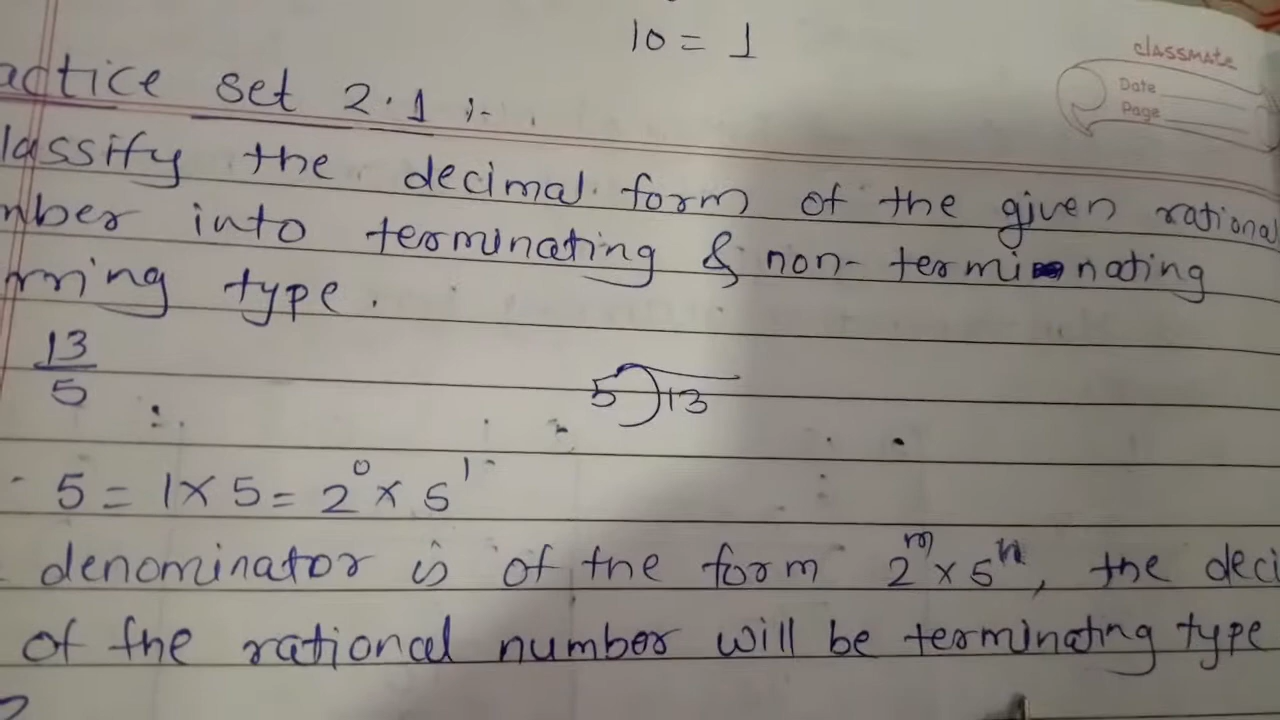 10 = 1
classmate
Date
Page
actice set 2.1 :-
lassify the decimal form of the given rational
mber into terminating & non-terminating
rring type.
13/5
5)13
5 = 1 × 5 = 2⁰ × 5¹
denominator is of the form 2ᵐ × 5ⁿ, the deci
of the rational number will be terminating type